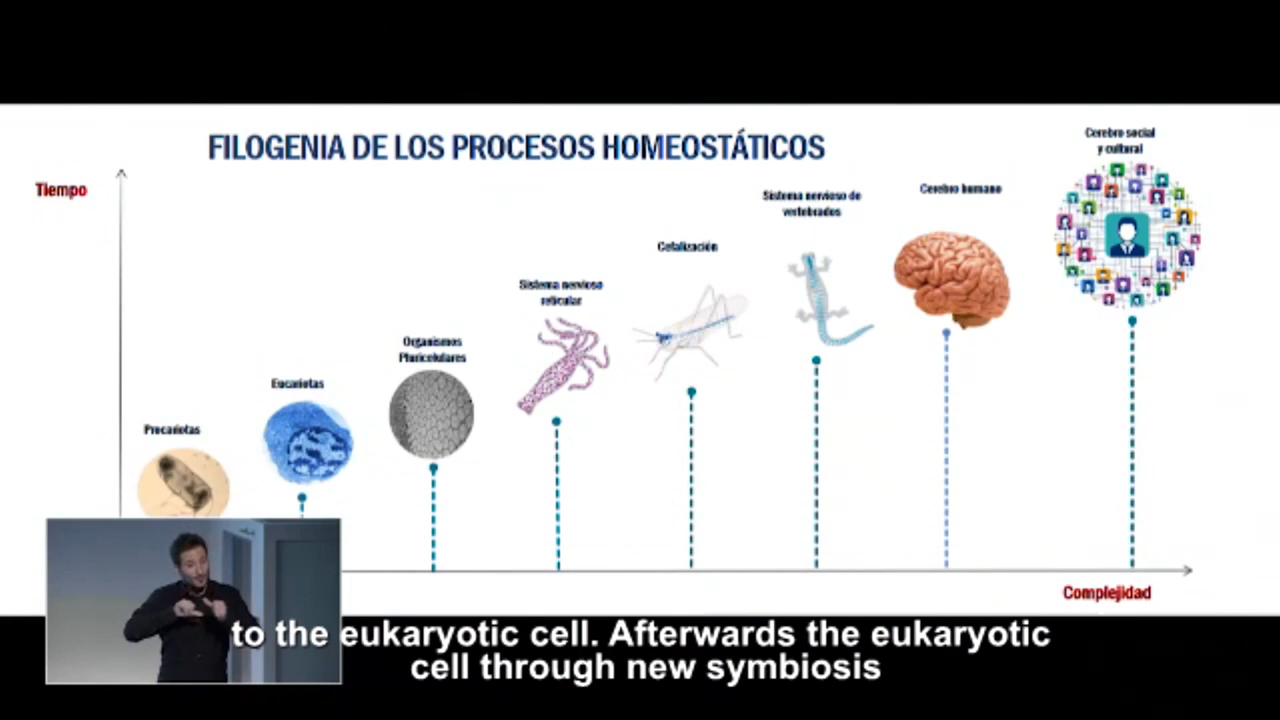 FILOGENIA DE LOS PROCESOS HOMEOSTÁTICOS
Tiempo
Cerebro social
y cultural
Cerebro humano
Sistema nervioso de
vertebrados
Cefalización
Sistema nervioso
reticular
Organismos
Pluricelulares
Eucariotas
Procariotas
Complejidad
to the eukaryotic cell. Afterwards the eukaryotic
cell through new symbiosis